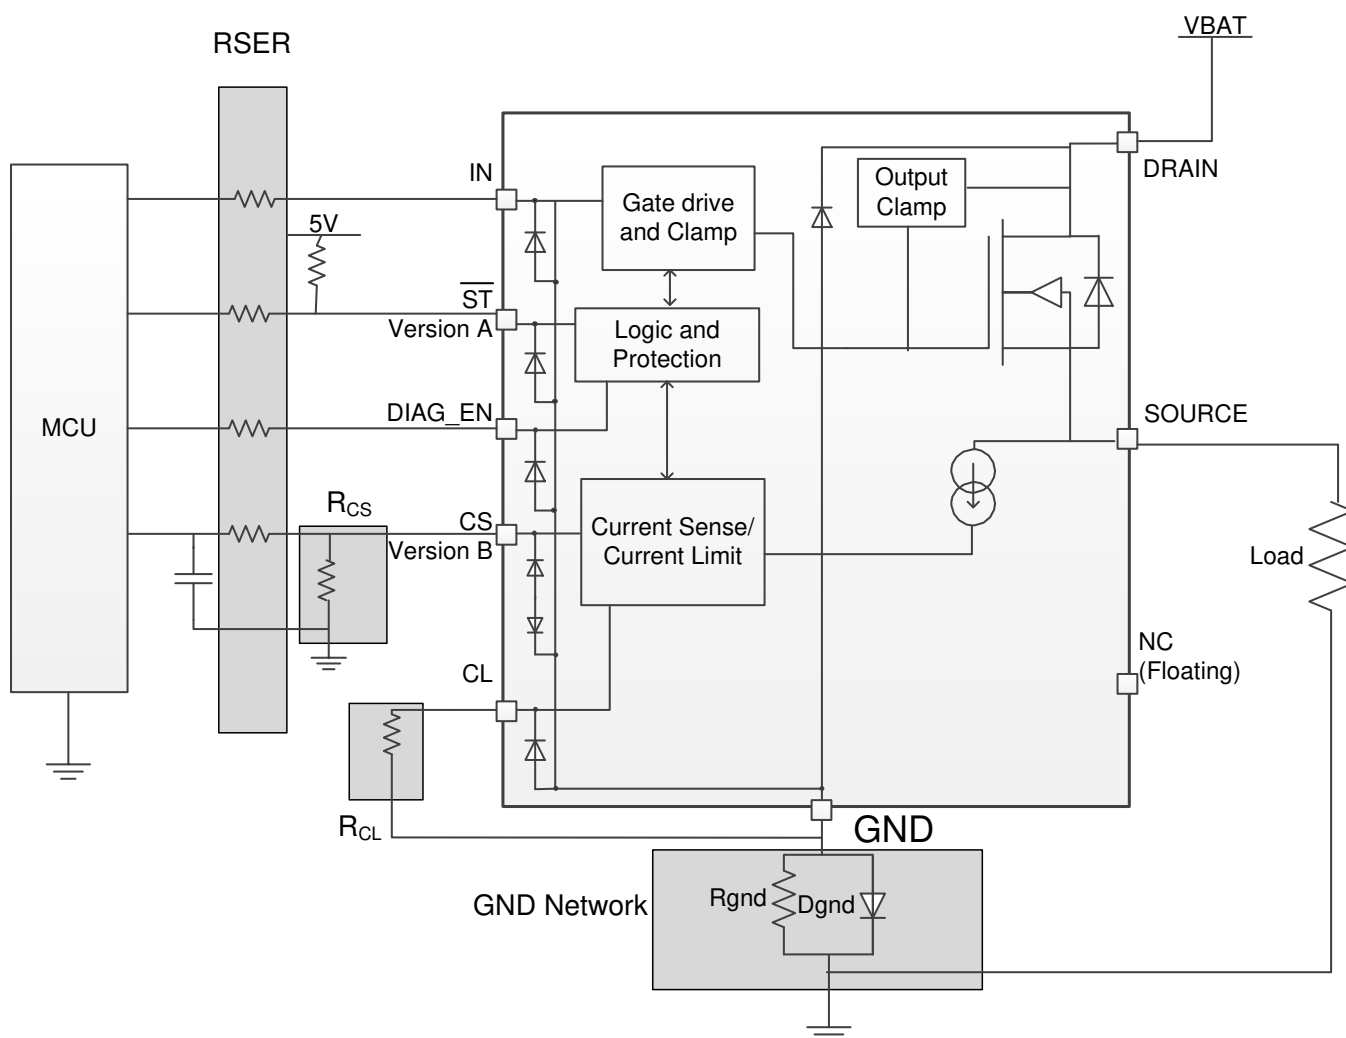 VBAT
RSER
IN
DRAIN
Gate drive
and Clamp
Output
Clamp
5V
ST
Version A
Logic and
Protection
MCU
DIAG_EN
SOURCE
RCS
CS
Version B
Current Sense/
Current Limit
Load
NC
(Floating)
CL
RCL
GND
GND Network
Rgnd
Dgnd